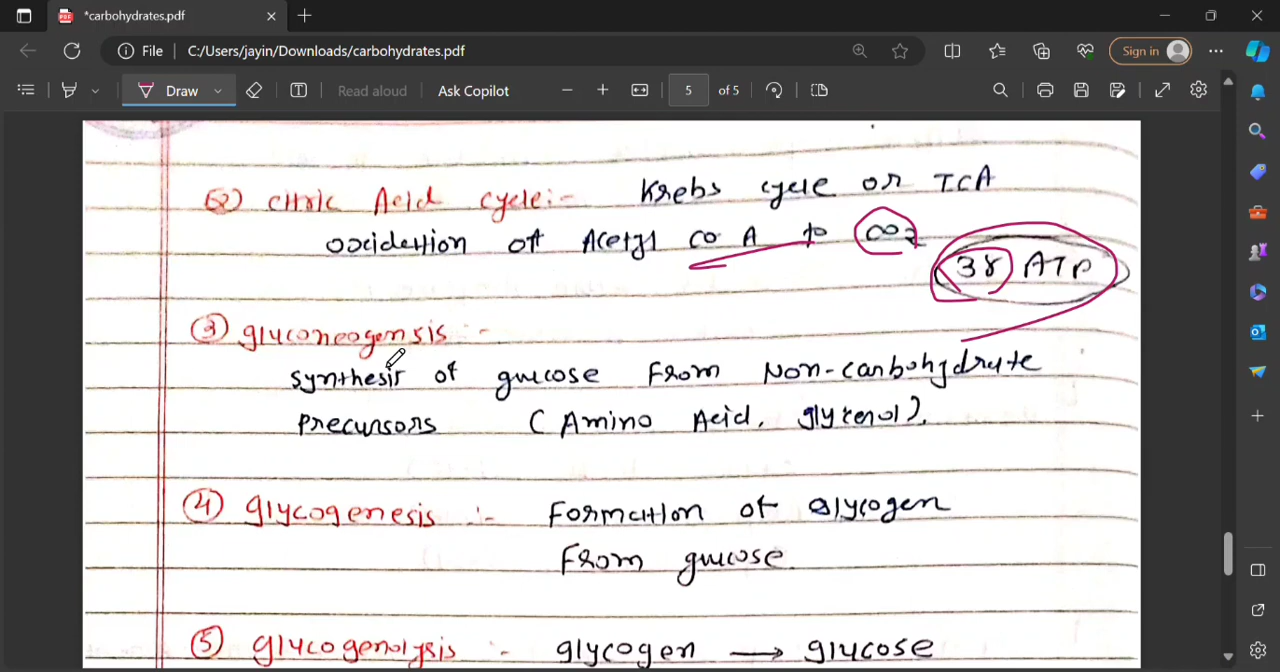 *carbohydrates.pdf
File C:/Users/jayin/Downloads/carbohydrates.pdf Sign in
Draw Read aloud Ask Copilot 5 of 5
(2) Citric Acid cycle:- Krebs cycle or TCA
oxidation of Acetyl co A to CO2
38 ATP
(3) gluconeogensis :-
synthesis of glucose From Non-carbohydrate
Precursors ( Amino Acid, glycerol).
(4) glycogenesis :- Formation of Glycogen
From glucose.
(5) glycogenolysis :- glycogen → glucose